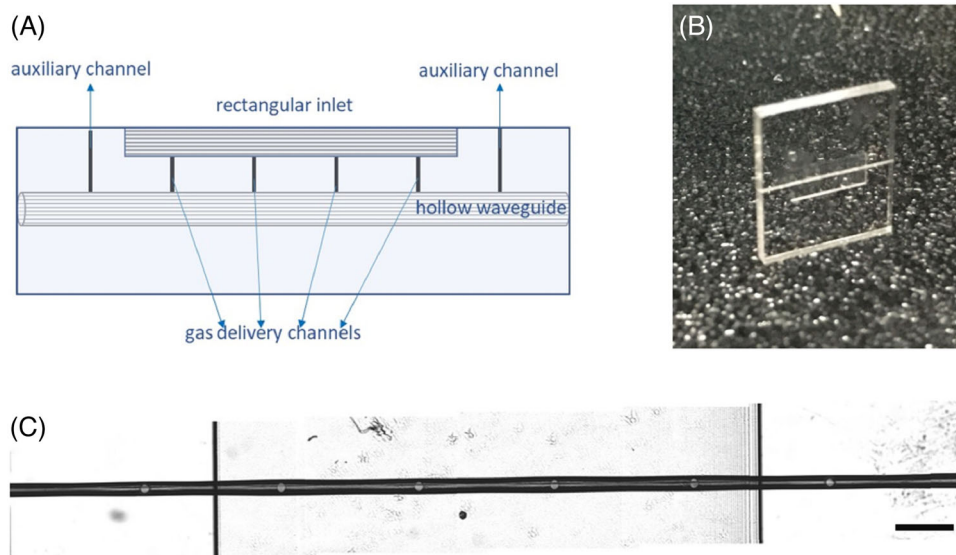 (A)
auxiliary channel
auxiliary channel
rectangular inlet
hollow waveguide
gas delivery channels
(B)
(C)